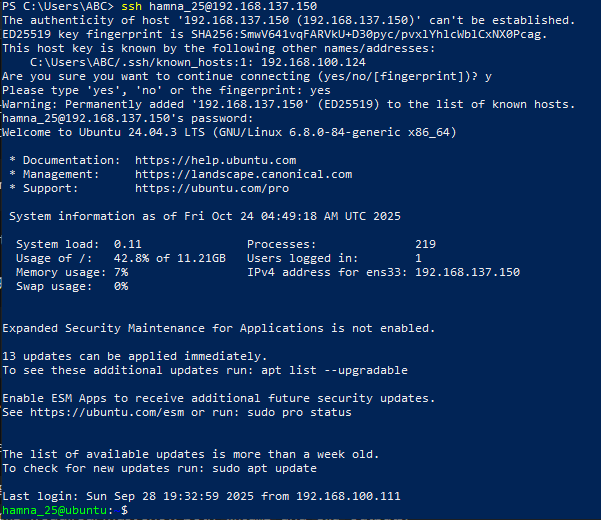 PS C:\Users\ABC> ssh hamna_25@192.168.137.150
The authenticity of host '192.168.137.150 (192.168.137.150)' can't be established.
ED25519 key fingerprint is SHA256:SmwV641vqFARVkU+D30pyc/pvxlYhlcWblCxNX0Pcag.
This host key is known by the following other names/addresses:
    C:\Users\ABC/.ssh/known_hosts:1: 192.168.100.124
Are you sure you want to continue connecting (yes/no/[fingerprint])? y
Please type 'yes', 'no' or the fingerprint: yes
Warning: Permanently added '192.168.137.150' (ED25519) to the list of known hosts.
hamna_25@192.168.137.150's password:
Welcome to Ubuntu 24.04.3 LTS (GNU/Linux 6.8.0-84-generic x86_64)

 * Documentation:  https://help.ubuntu.com
 * Management:     https://landscape.canonical.com
 * Support:        https://ubuntu.com/pro

 System information as of Fri Oct 24 04:49:18 AM UTC 2025

  System load:  0.11               Processes:              219
  Usage of /:   42.8% of 11.21GB   Users logged in:        1
  Memory usage: 7%                 IPv4 address for ens33: 192.168.137.150
  Swap usage:   0%

Expanded Security Maintenance for Applications is not enabled.

13 updates can be applied immediately.
To see these additional updates run: apt list --upgradable

Enable ESM Apps to receive additional future security updates.
See https://ubuntu.com/esm or run: sudo pro status

The list of available updates is more than a week old.
To check for new updates run: sudo apt update

Last login: Sun Sep 28 19:32:59 2025 from 192.168.100.111
hamna_25@ubuntu: $